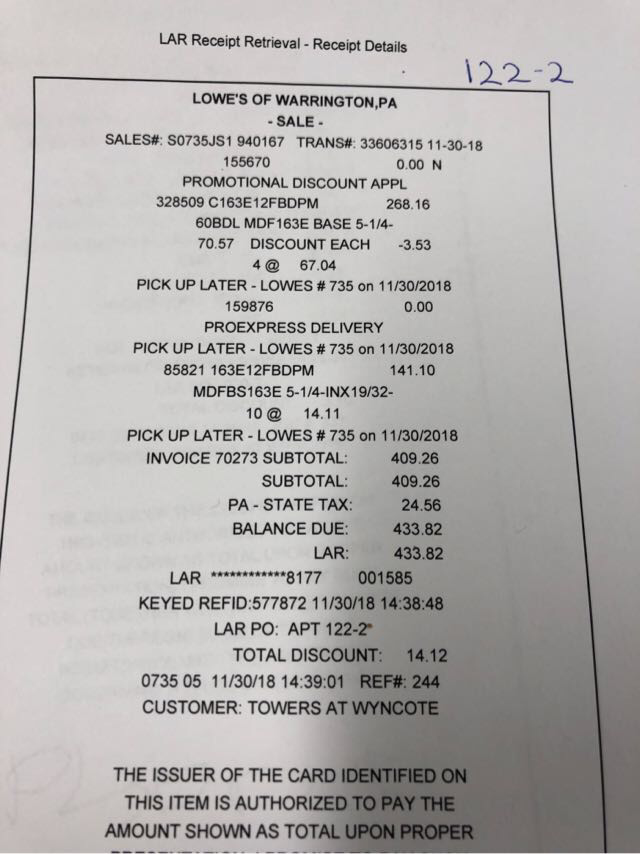 LAR Receipt Retrieval - Receipt Details
122-2
LOWE'S OF WARRINGTON,PA
- SALE -
SALES#: S0735JS1 940167 TRANS#: 33606315 11-30-18
155670 0.00 N
PROMOTIONAL DISCOUNT APPL
328509 C163E12FBDPM 268.16
60BDL MDF163E BASE 5-1/4-
70.57 DISCOUNT EACH -3.53
4 @ 67.04
PICK UP LATER - LOWES # 735 on 11/30/2018
159876 0.00
PROEXPRESS DELIVERY
PICK UP LATER - LOWES # 735 on 11/30/2018
85821 163E12FBDPM 141.10
MDFBS163E 5-1/4-INX19/32-
10 @ 14.11
PICK UP LATER - LOWES # 735 on 11/30/2018
INVOICE 70273 SUBTOTAL: 409.26
SUBTOTAL: 409.26
PA - STATE TAX: 24.56
BALANCE DUE: 433.82
LAR: 433.82
LAR ************8177 001585
KEYED REFID:577872 11/30/18 14:38:48
LAR PO: APT 122-2
TOTAL DISCOUNT: 14.12
0735 05 11/30/18 14:39:01 REF#: 244
CUSTOMER: TOWERS AT WYNCOTE
THE ISSUER OF THE CARD IDENTIFIED ON
THIS ITEM IS AUTHORIZED TO PAY THE
AMOUNT SHOWN AS TOTAL UPON PROPER